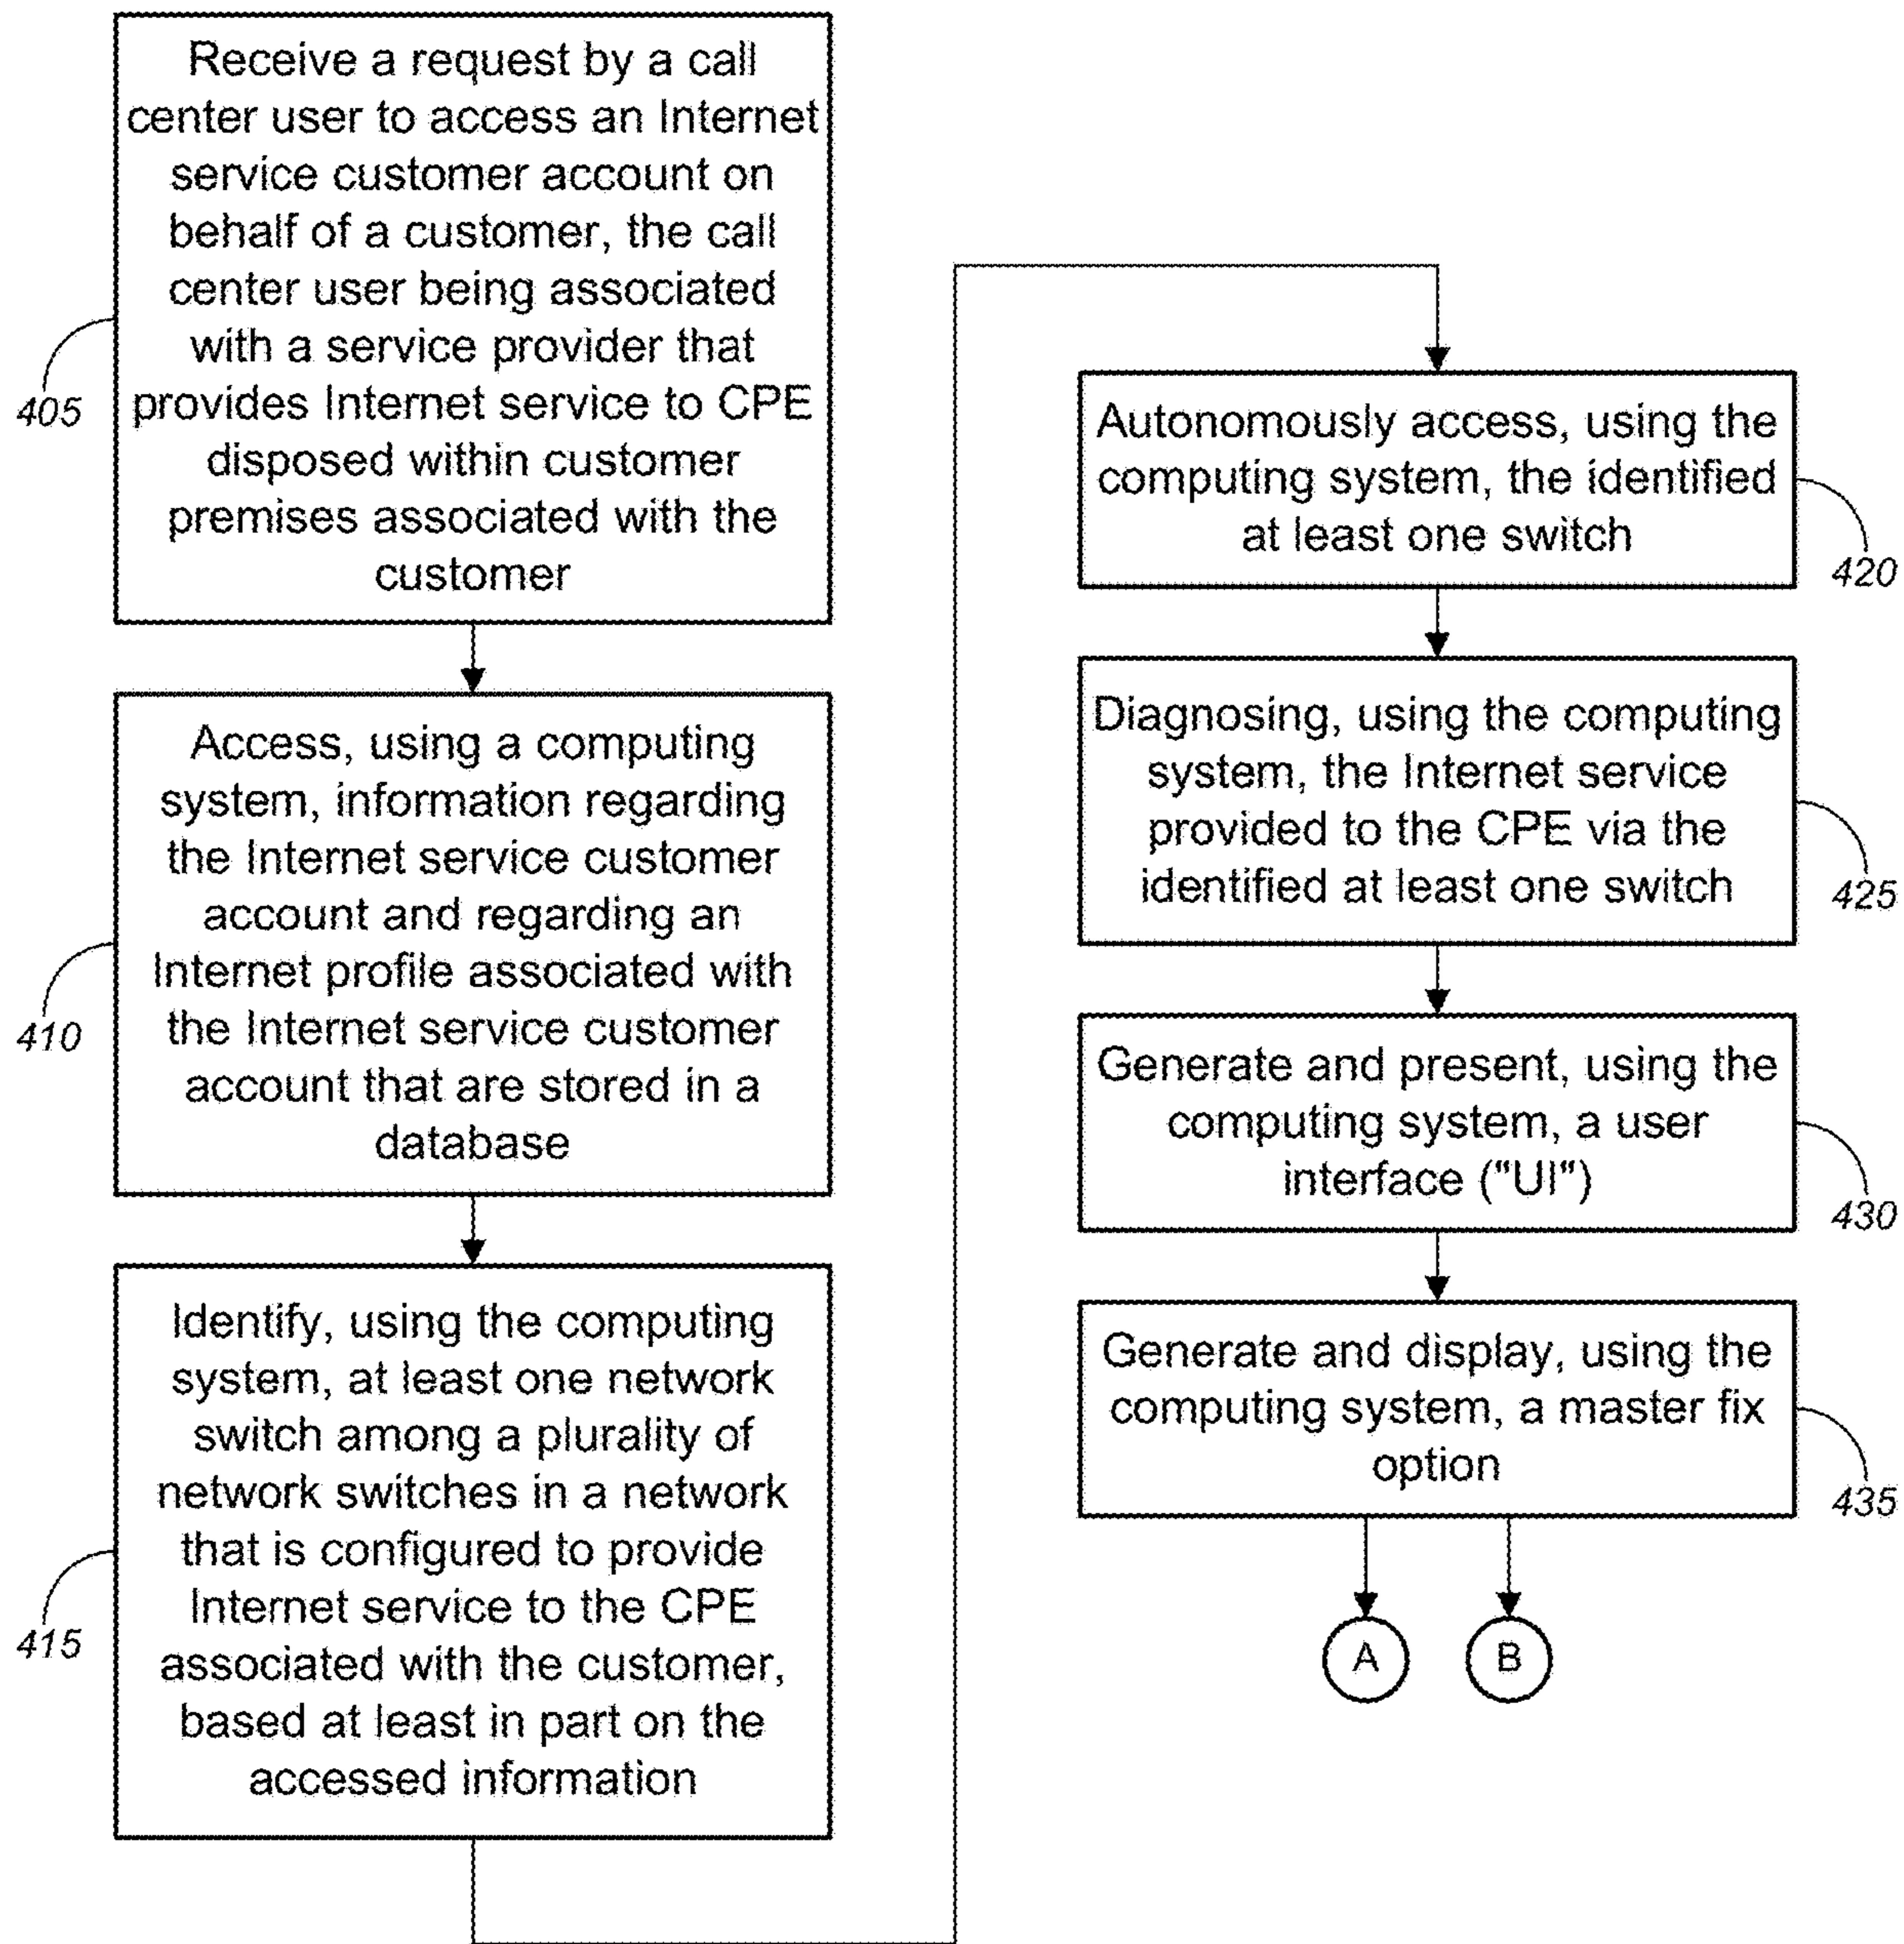 Receive a request by a call
center user to access an Internet
service customer account on
behalf of a customer, the call
center user being associated
with a service provider that
provides Internet service to CPE
disposed within customer
premises associated with the
customer
405
Access, using a computing
system, information regarding
the Internet service customer
account and regarding an
Internet profile associated with
the Internet service customer
account that are stored in a
database
410
Identify, using the computing
system, at least one network
switch among a plurality of
network switches in a network
that is configured to provide
Internet service to the CPE
associated with the customer,
based at least in part on the
accessed information
415
Autonomously access, using the
computing system, the identified
at least one switch
420
Diagnosing, using the computing
system, the Internet service
provided to the CPE via the
identified at least one switch
425
Generate and present, using the
computing system, a user
interface ("UI")
430
Generate and display, using the
computing system, a master fix
option
435
A
B